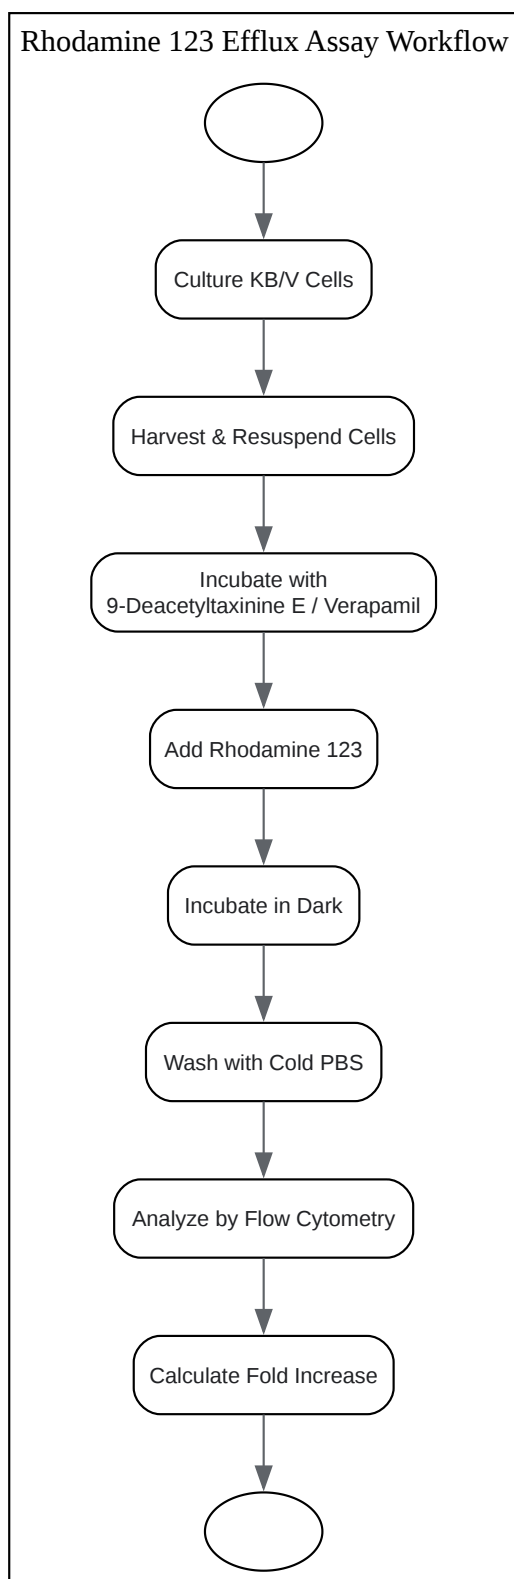 Rhodamine 123 Efflux Assay Workflow
Culture KB/V Cells
Harvest & Resuspend Cells
Incubate with
9-Deacetyltaxinine E / Verapamil
Add Rhodamine 123
Incubate in Dark
Wash with Cold PBS
Analyze by Flow Cytometry
Calculate Fold Increase